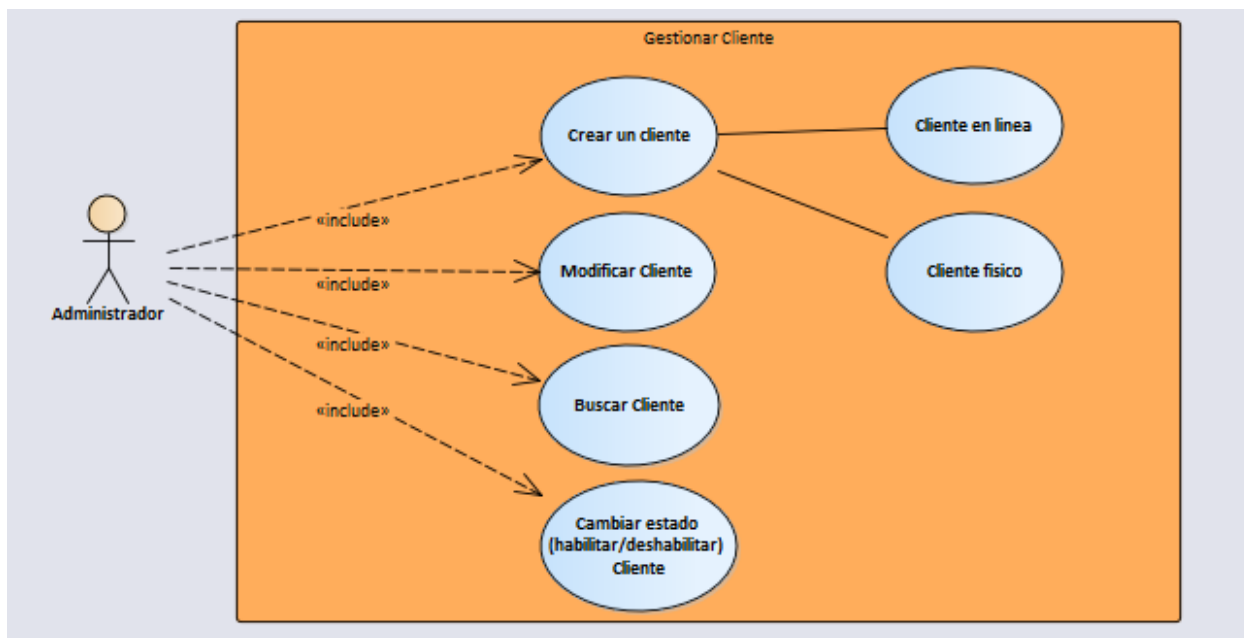 Gestionar Cliente
Crear un cliente
Cliente en linea
«include»
Modificar Cliente
Cliente fisico
«include»
Administrador
«include»
Buscar Cliente
«include»
Cambiar estado
(habilitar/deshabilitar)
Cliente